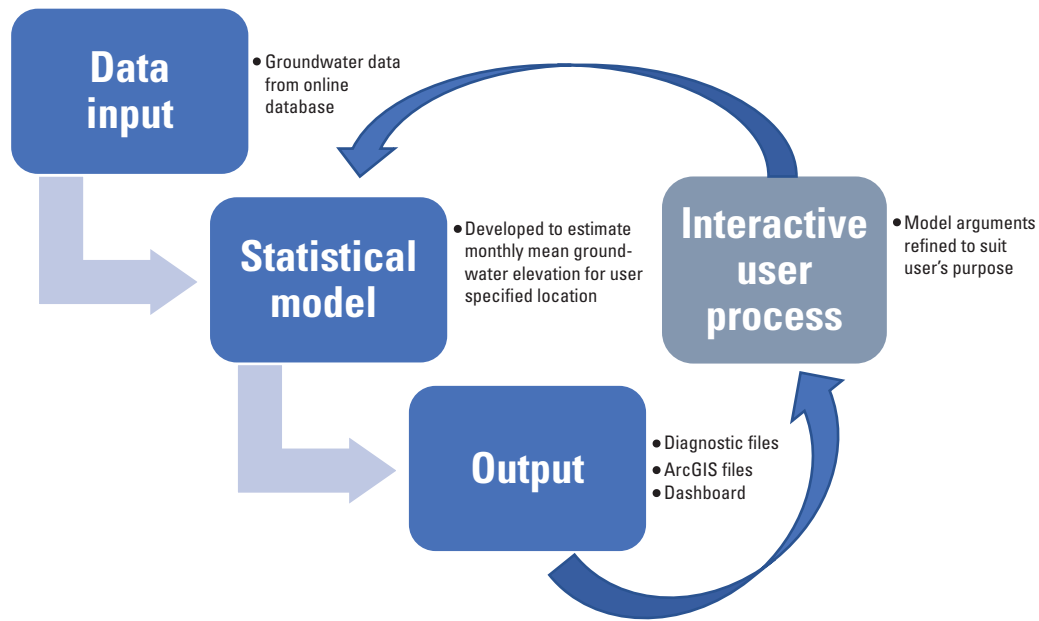 Data
input
• Groundwater data
from online
database
Statistical
model
• Developed to estimate
monthly mean ground-
water elevation for user
specified location
Interactive
user
process
• Model arguments
refined to suit
user's purpose
Output
• Diagnostic files
• ArcGIS files
• Dashboard